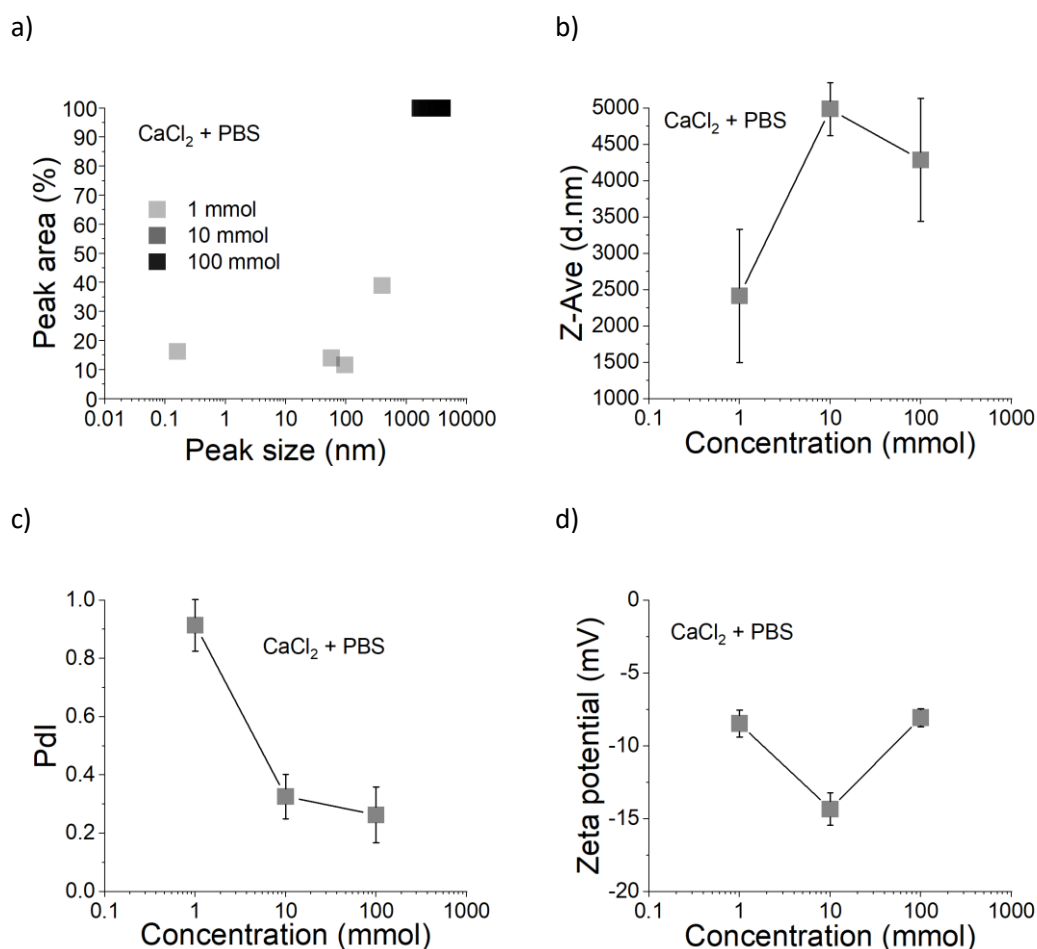 a)
100
90
80
70
60
50
40
30
20
10
0
CaCl₂ + PBS
1 mmol
10 mmol
100 mmol
Peak area (%)
0.01 0.1 1 10 100 1000 10000
Peak size (nm)
b)
5000
4500
4000
3500
3000
2500
2000
1500
1000
CaCl₂ + PBS
Z-Ave (d.nm)
0.1 1 10 100 1000
Concentration (mmol)
c)
1.0
0.8
0.6
0.4
0.2
0.0
CaCl₂ + PBS
PdI
0.1 1 10 100 1000
Concentration (mmol)
d)
0
-5
-10
-15
-20
CaCl₂ + PBS
Zeta potential (mV)
0.1 1 10 100 1000
Concentration (mmol)